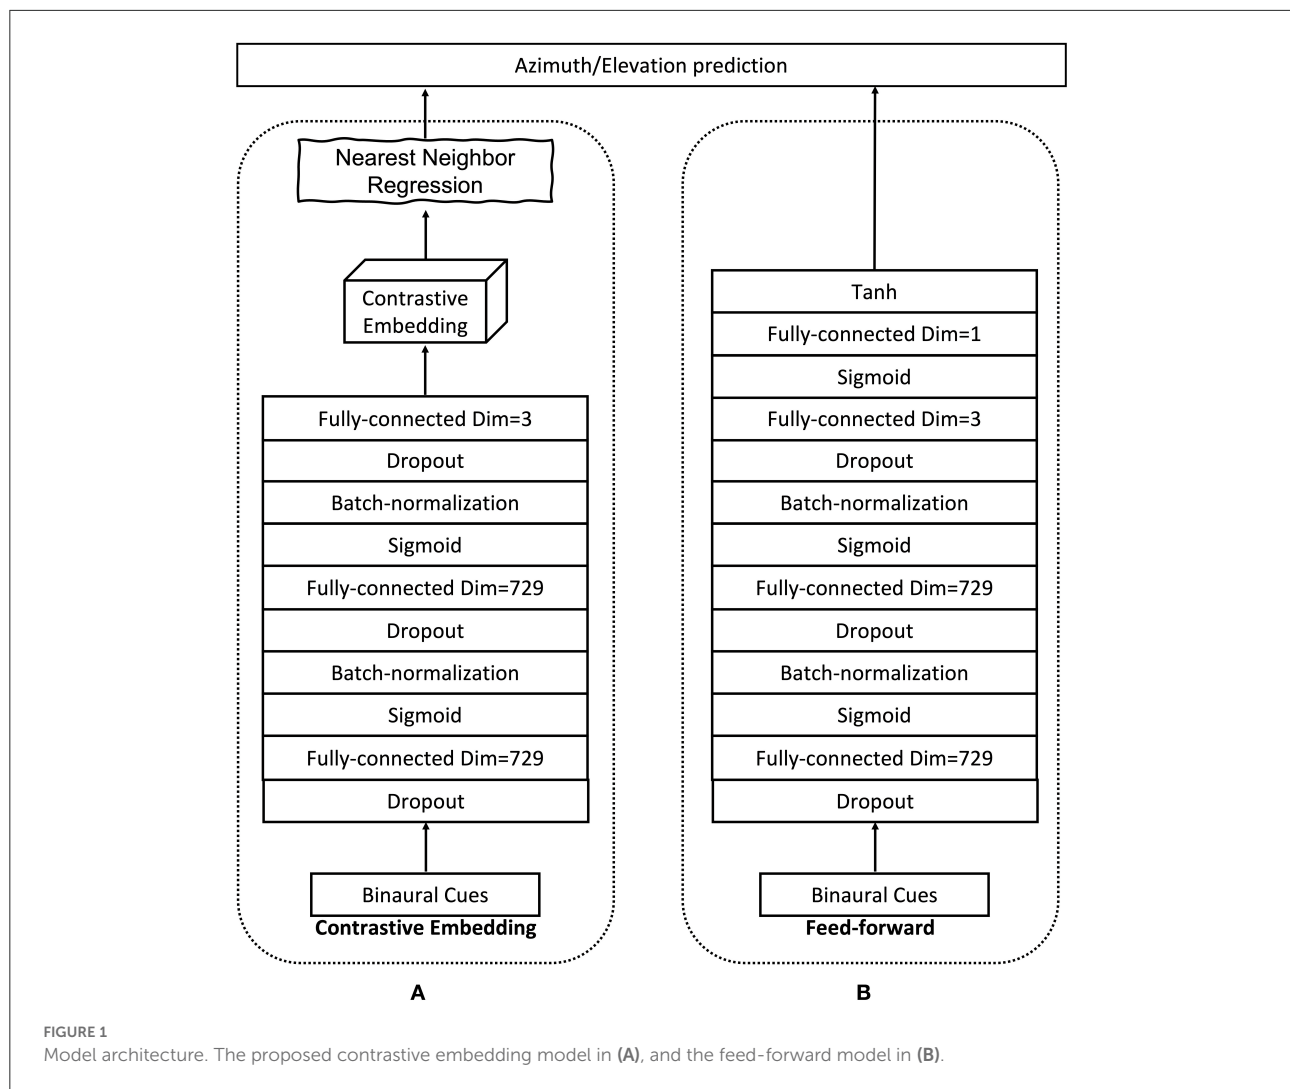 Azimuth/Elevation prediction
Nearest Neighbor
Regression
Contrastive
Embedding
Fully-connected Dim=3
Dropout
Batch-normalization
Sigmoid
Fully-connected Dim=729
Dropout
Batch-normalization
Sigmoid
Fully-connected Dim=729
Dropout
Binaural Cues
Contrastive Embedding
A
Tanh
Fully-connected Dim=1
Sigmoid
Fully-connected Dim=3
Dropout
Batch-normalization
Sigmoid
Fully-connected Dim=729
Dropout
Batch-normalization
Sigmoid
Fully-connected Dim=729
Dropout
Binaural Cues
Feed-forward
B
FIGURE 1
Model architecture. The proposed contrastive embedding model in (A), and the feed-forward model in (B).